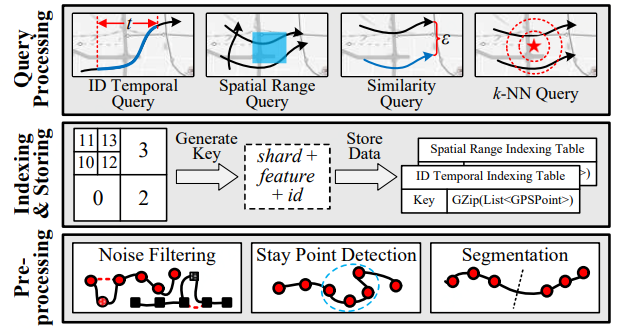 Query
Processing
t
ε
ID Temporal
Query
Spatial Range
Query
Similarity
Query
k-NN Query
Indexing
& Storing
11 13
10 12
3
0
2
Generate
Key
shard +
feature
+ id
Store
Data
Spatial Range Indexing Table
>)
ID Temporal Indexing Table
Key
GZip(List<GPSPoint>)
Pre-
processing
Noise Filtering
Stay Point Detection
Segmentation